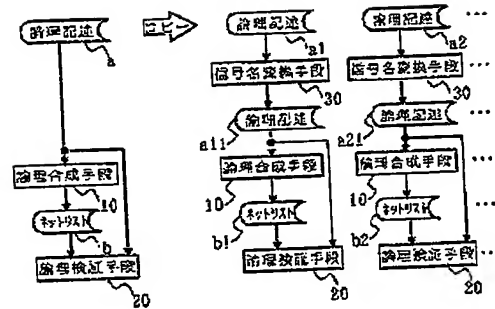 論理記述
a
コピー
論理記述
a1
論理記述
a2
…
信号名変換手段
30
信号名変換手段
30
…
論理記述
a11
論理記述
a21
…
論理合成手段
10
論理合成手段
10
論理合成手段
10
…
ネットリスト
b
ネットリスト
b1
ネットリスト
b2
…
論理検証手段
20
論理検証手段
20
論理検証手段
20
…